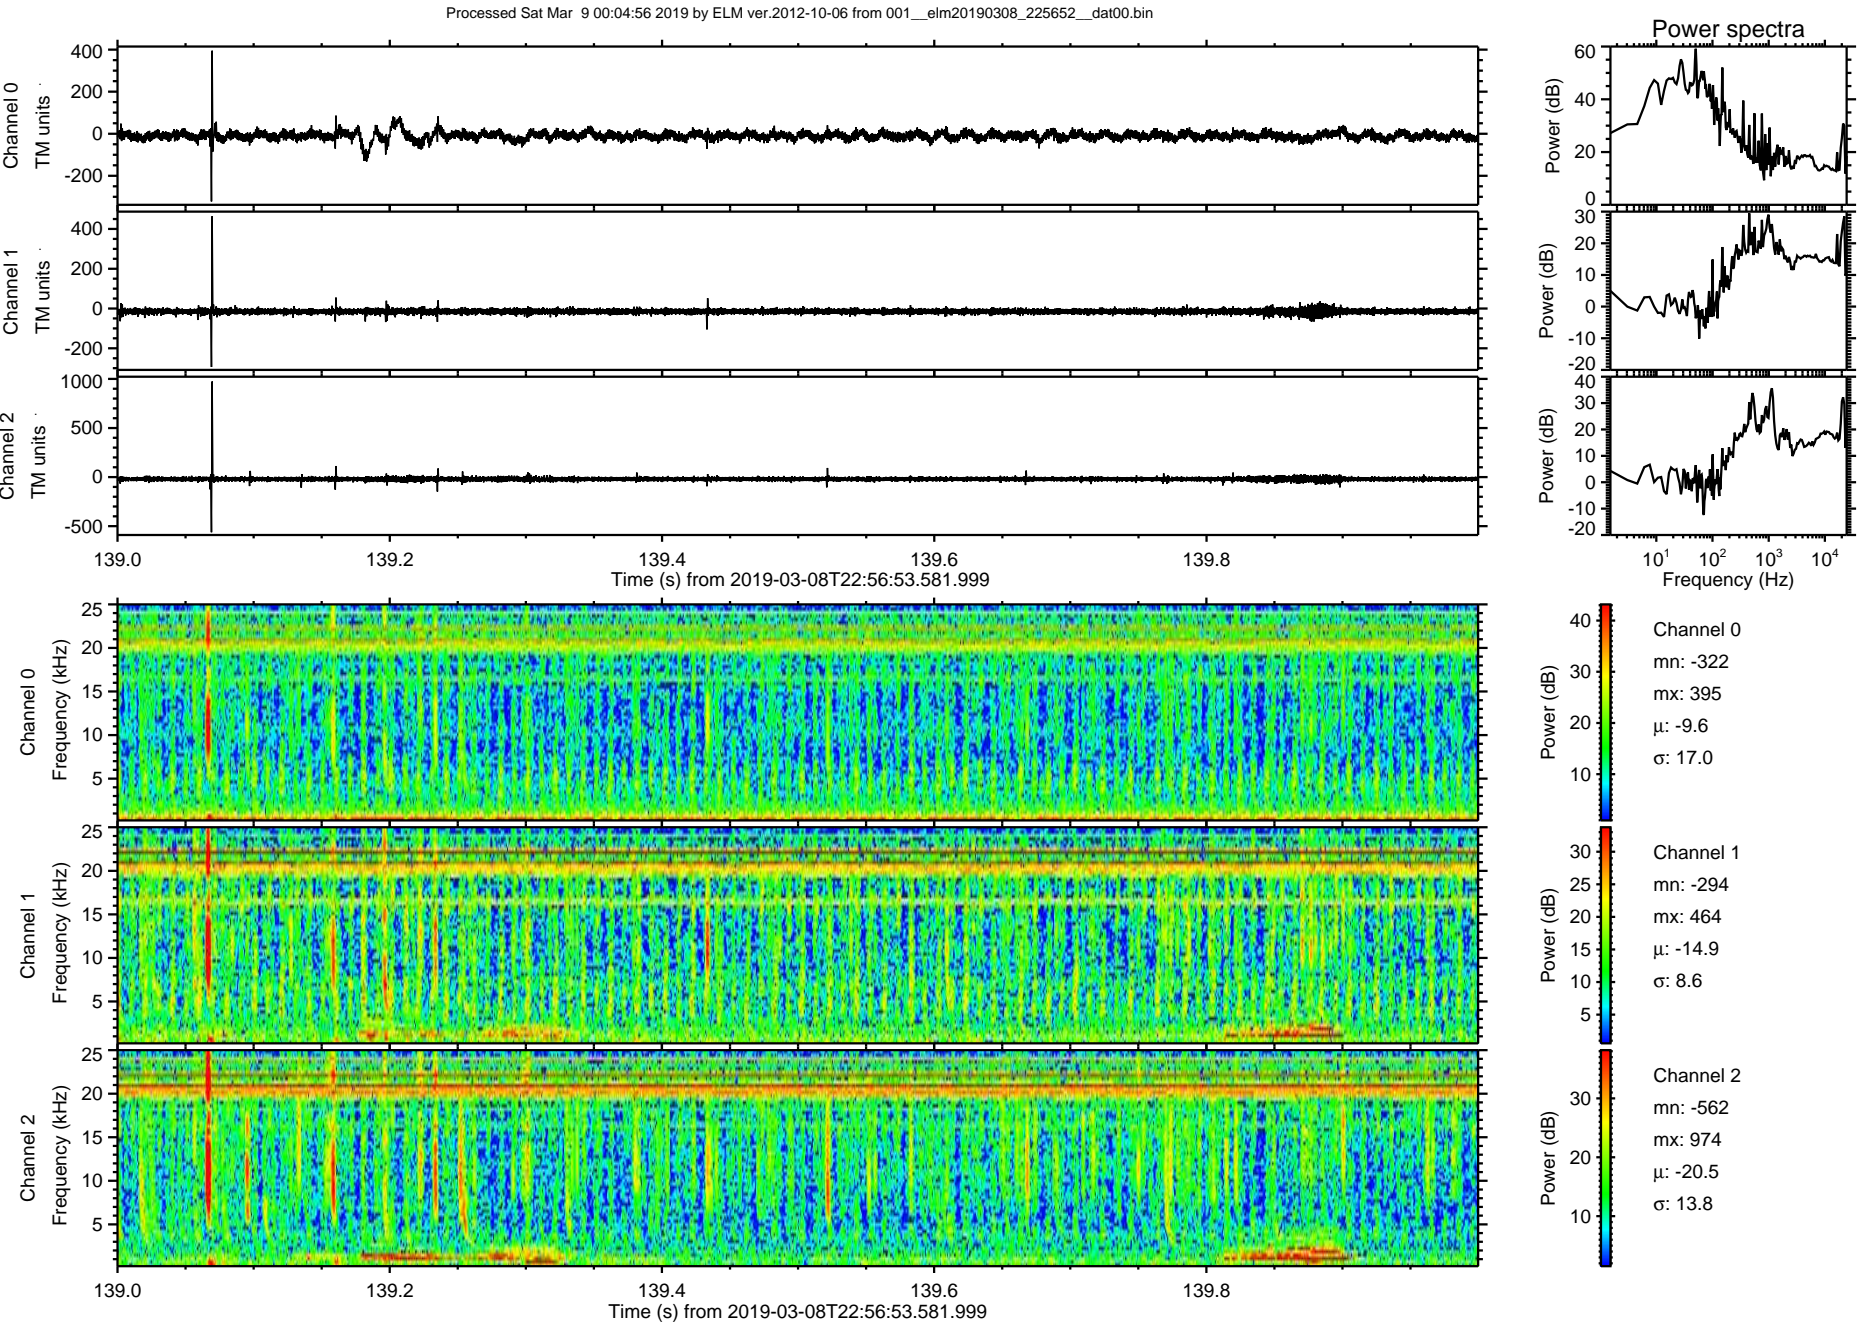 Processed Sat Mar  9 00:04:56 2019 by ELM ver.2012-10-06 from 001__elm20190308_225652__dat00.bin
Power spectra
Channel 0
TM units
400
200
0
-200
Power (dB)
60
40
20
0
Channel 1
TM units
400
200
0
-200
Power (dB)
30
20
10
0
-10
-20
Channel 2
TM units
1000
500
0
-500
Power (dB)
40
30
20
10
0
-10
-20
139.0 139.2 139.4 139.6 139.8
Time (s) from 2019-03-08T22:56:53.581.999
10¹ 10² 10³ 10⁴
Frequency (Hz)
Channel 0
Frequency (kHz)
25
20
15
10
5
Power (dB)
40
30
20
10
Channel 0
mn: -322
mx: 395
μ: -9.6
σ: 17.0
Channel 1
Frequency (kHz)
25
20
15
10
5
Power (dB)
30
25
20
15
10
5
Channel 1
mn: -294
mx: 464
μ: -14.9
σ: 8.6
Channel 2
Frequency (kHz)
25
20
15
10
5
Power (dB)
30
20
10
Channel 2
mn: -562
mx: 974
μ: -20.5
σ: 13.8
139.0 139.2 139.4 139.6 139.8
Time (s) from 2019-03-08T22:56:53.581.999